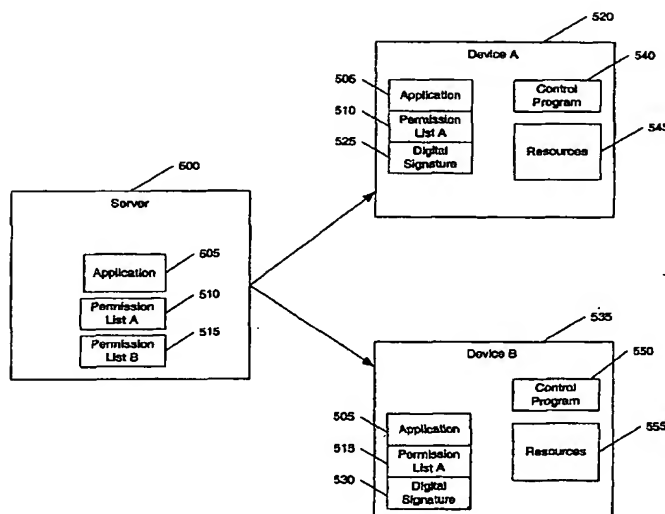 520
Device A
540
505
Application
Control
Program
510
Permission
List A
525
Digital
Signature
Resources
545
500
Server
Application
505
Permission
List A
510
Permission
List B
515
535
Device B
550
Control
Program
505
Application
515
Permission
List A
555
Resources
530
Digital
Signature